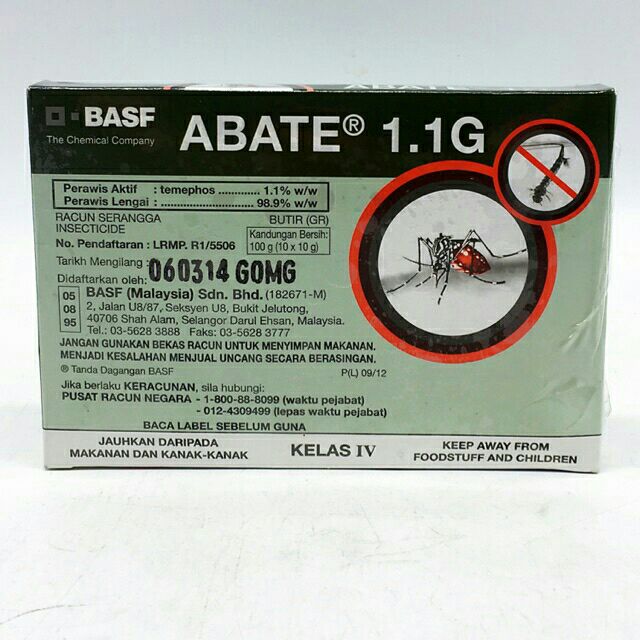 BASF
The Chemical Company
ABATE® 1.1G
Perawis Aktif : temephos ............. 1.1% w/w
Perawis Lengai : ............................ 98.9% w/w
RACUN SERANGGA BUTIR (GR)
INSECTICIDE
Kandungan Bersih:
100 g (10 x 10 g)
No. Pendaftaran : LRMP. R1/5506
Tarikh Mengilang : 060314 GOMG
Didaftarkan oleh:
05 08 95
BASF (Malaysia) Sdn. Bhd. (182671-M)
2, Jalan U8/87, Seksyen U8, Bukit Jelutong,
40706 Shah Alam, Selangor Darul Ehsan, Malaysia.
Tel.: 03-5628 3888 Faks: 03-5628 3777
JANGAN GUNAKAN BEKAS RACUN UNTUK MENYIMPAN MAKANAN.
MENJADI KESALAHAN MENJUAL UNCANG SECARA BERASINGAN.
® Tanda Dagangan BASF P(L) 09/12
Jika berlaku KERACUNAN, sila hubungi:
PUSAT RACUN NEGARA - 1-800-88-8099 (waktu pejabat)
- 012-4309499 (lepas waktu pejabat)
BACA LABEL SEBELUM GUNA
JAUHKAN DARIPADA
MAKANAN DAN KANAK-KANAK
KELAS IV
KEEP AWAY FROM
FOODSTUFF AND CHILDREN